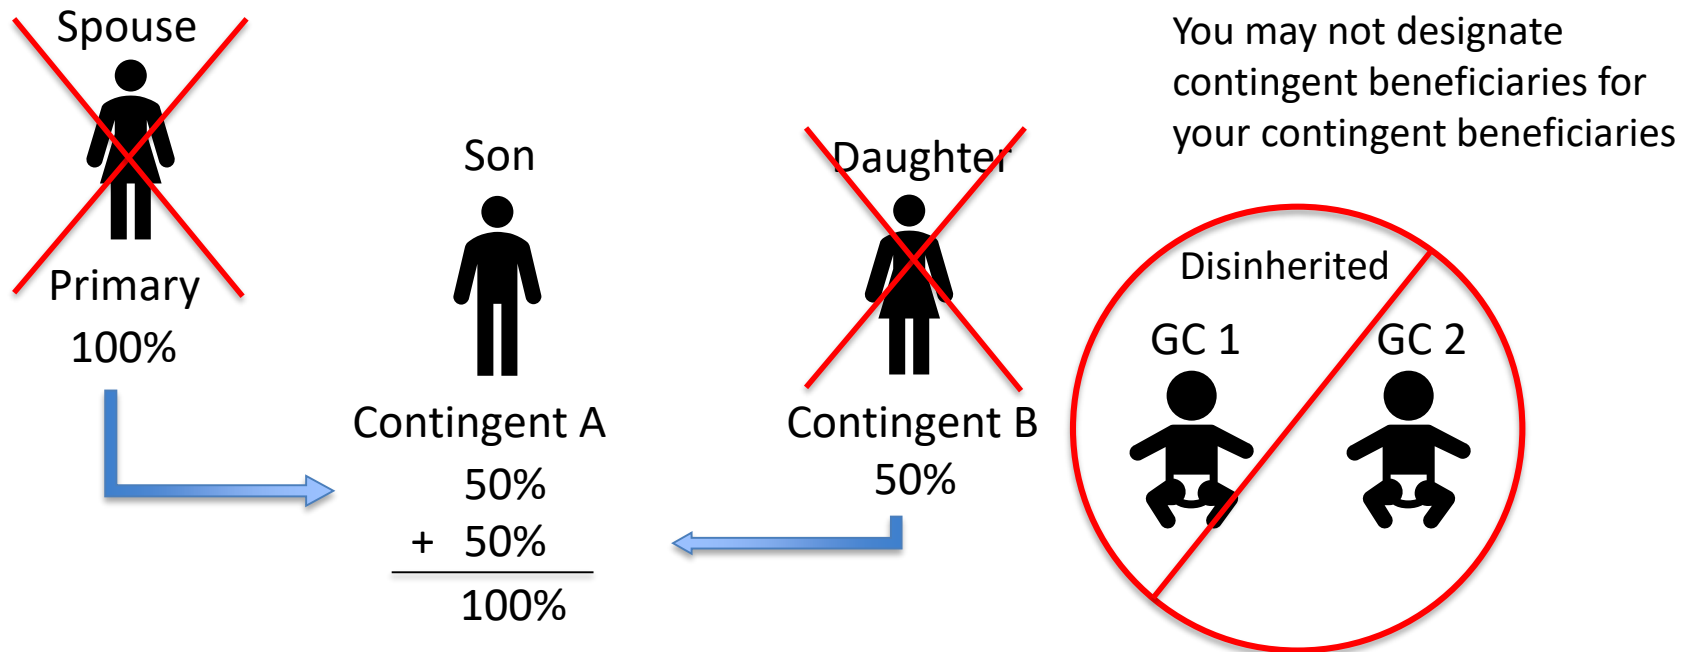 Spouse
Primary
100%
Son
Contingent A
50%
+ 50%
100%
Daughter
Contingent B
50%
You may not designate
contingent beneficiaries for
your contingent beneficiaries
Disinherited
GC 1
GC 2